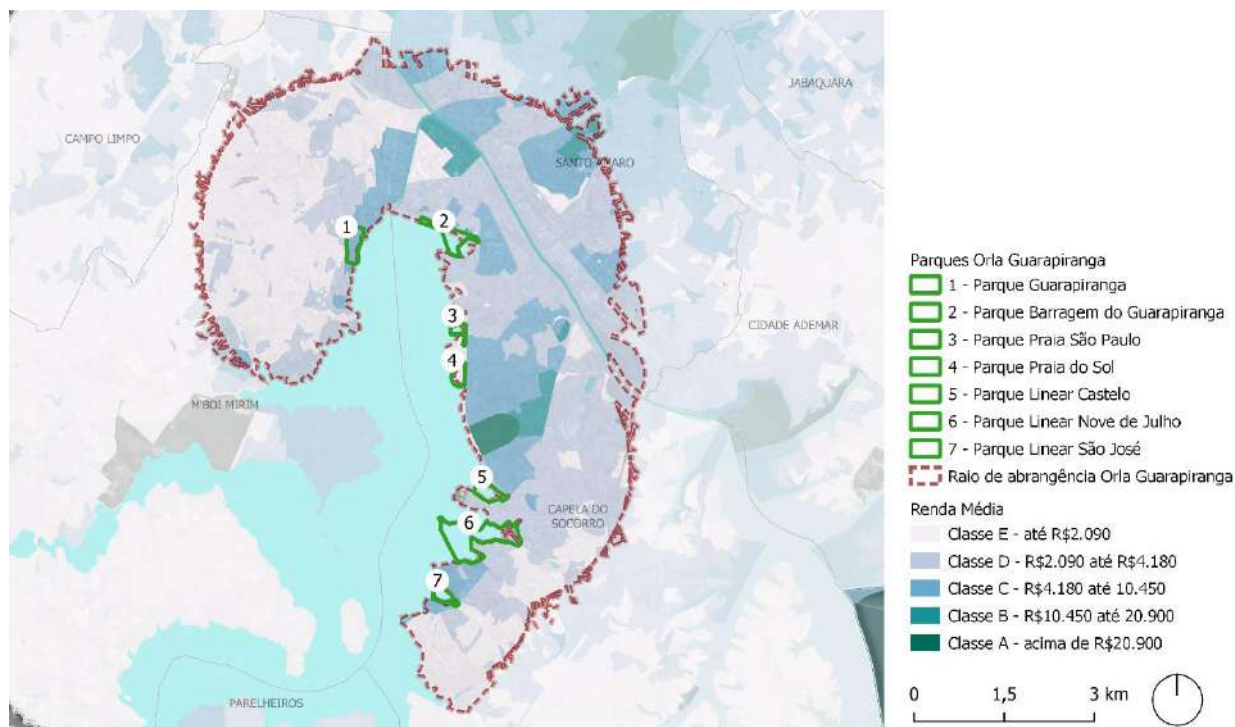 JABAQUARA
CAMPO LIMPO
SANTO AMARO
1
2
3
CIDADE ADEMAR
4
M'BOI MIRIM
5
CAPELA DO
SOCORRO
6
7
PARELHEIROS
Parques Orla Guarapiranga
1 - Parque Guarapiranga
2 - Parque Barragem do Guarapiranga
3 - Parque Praia São Paulo
4 - Parque Praia do Sol
5 - Parque Linear Castelo
6 - Parque Linear Nove de Julho
7 - Parque Linear São José
Raio de abrangência Orla Guarapiranga
Renda Média
Classe E - até R$2.090
Classe D - R$2.090 até R$4.180
Classe C - R$4.180 até 10.450
Classe B - R$10.450 até 20.900
Classe A - acima de R$20.900
0 1,5 3 km